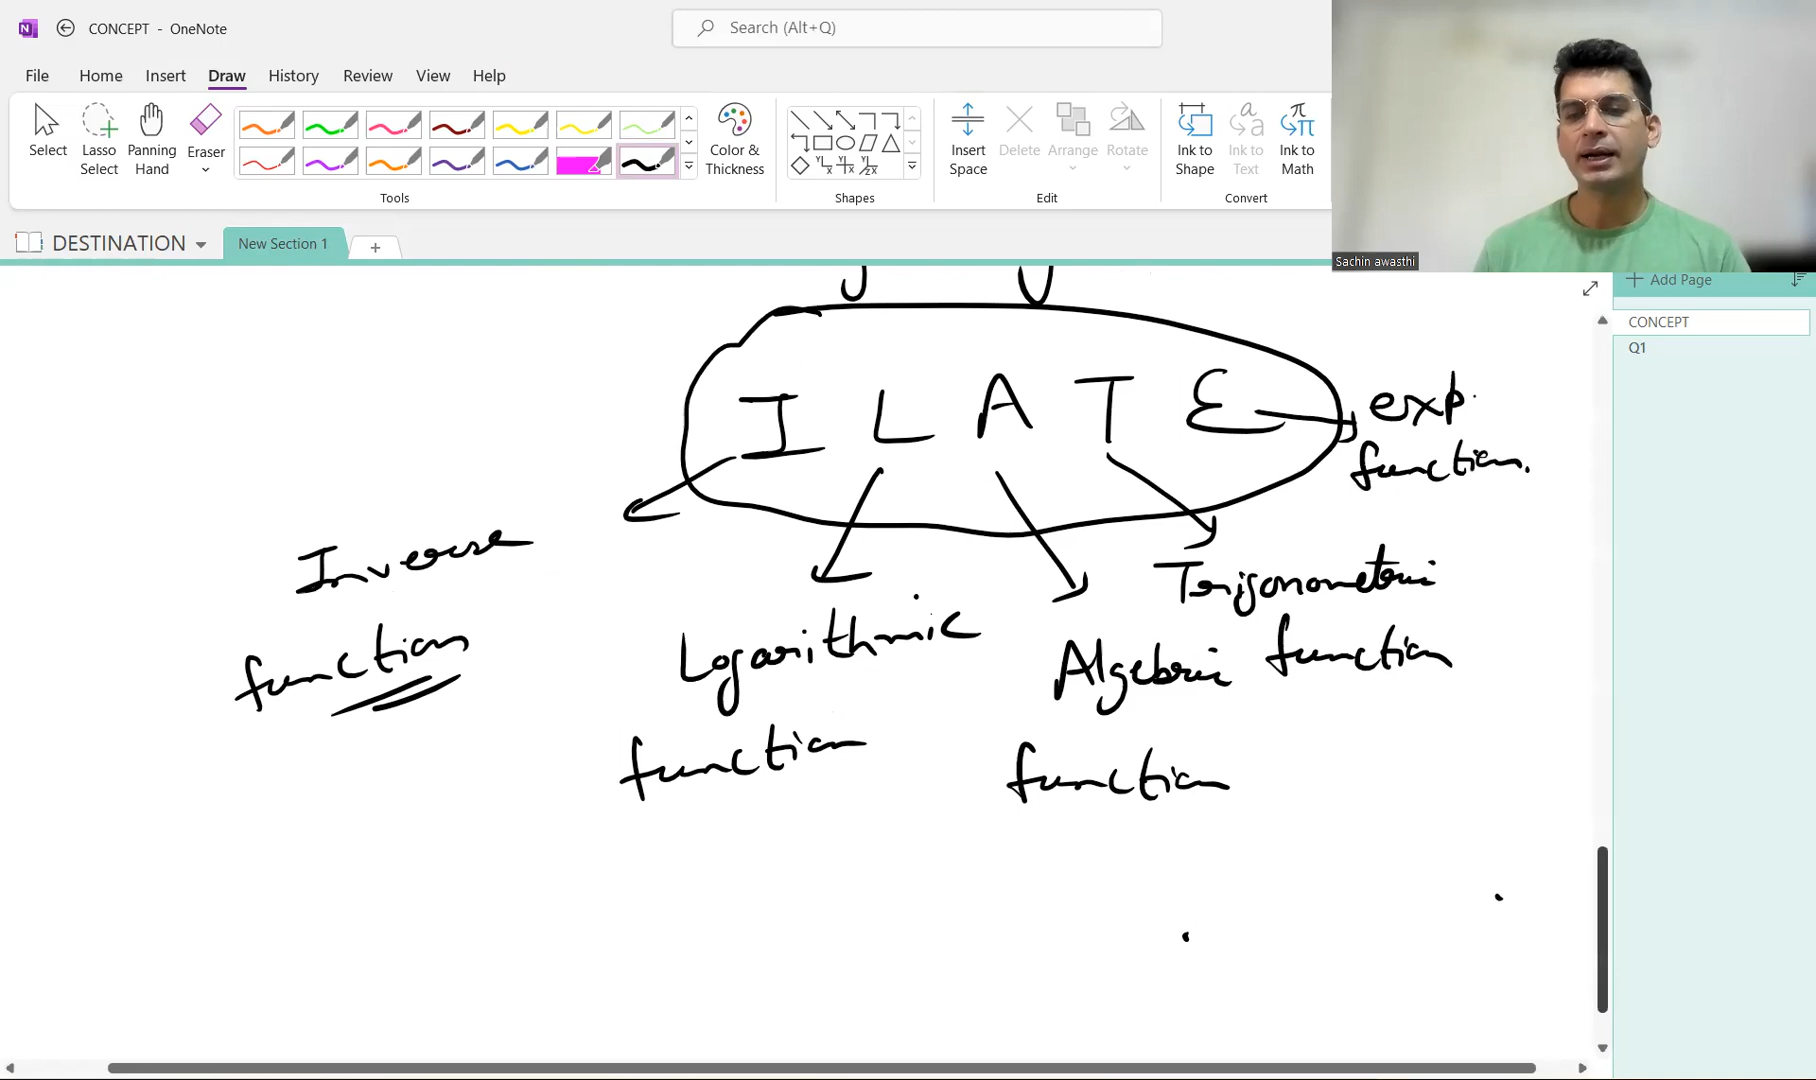 CONCEPT - OneNote
Search (Alt+Q)
File Home Insert Draw History Review View Help
Select
Lasso Select
Panning Hand
Eraser
Color & Thickness
Insert Space
Delete
Arrange
Rotate
Ink to Shape
Ink to Text
Ink to Math
Tools
Shapes
Edit
Convert
Sachin awasthi
DESTINATION
New Section 1
Add Page
CONCEPT
Q1
I L A T E
exp.
function.
Inverse
function
Logarithmic
function
Algebric
function
Trigonometric
function